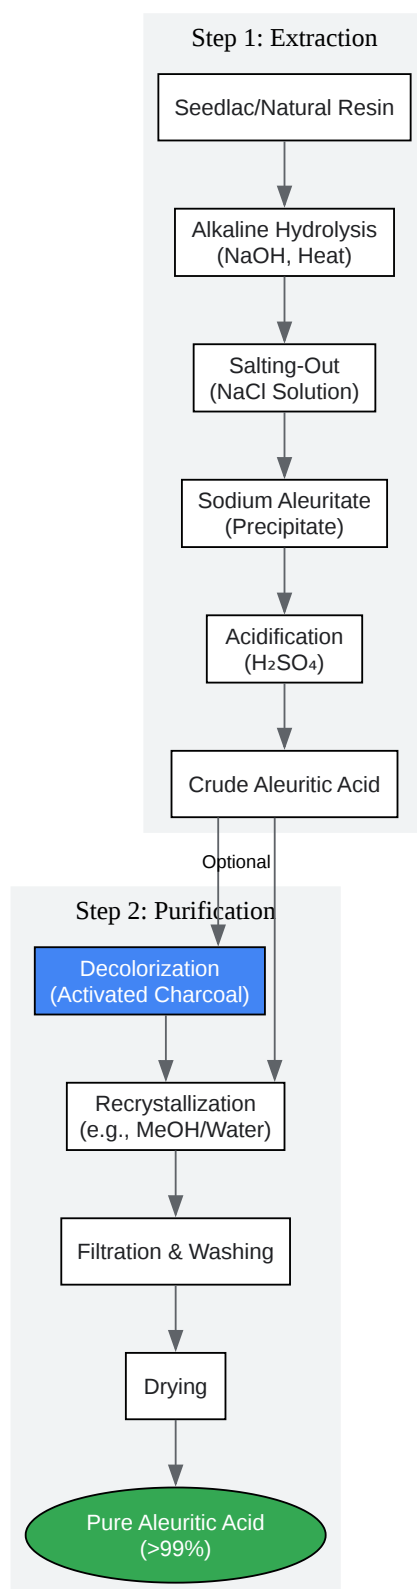 Step 1: Extraction
Seedlac/Natural Resin
Alkaline Hydrolysis
(NaOH, Heat)
Salting-Out
(NaCl Solution)
Sodium Aleuritate
(Precipitate)
Acidification
(H₂SO₄)
Crude Aleuritic Acid
Optional
Step 2: Purification
Decolorization
(Activated Charcoal)
Recrystallization
(e.g., MeOH/Water)
Filtration & Washing
Drying
Pure Aleuritic Acid
(>99%)